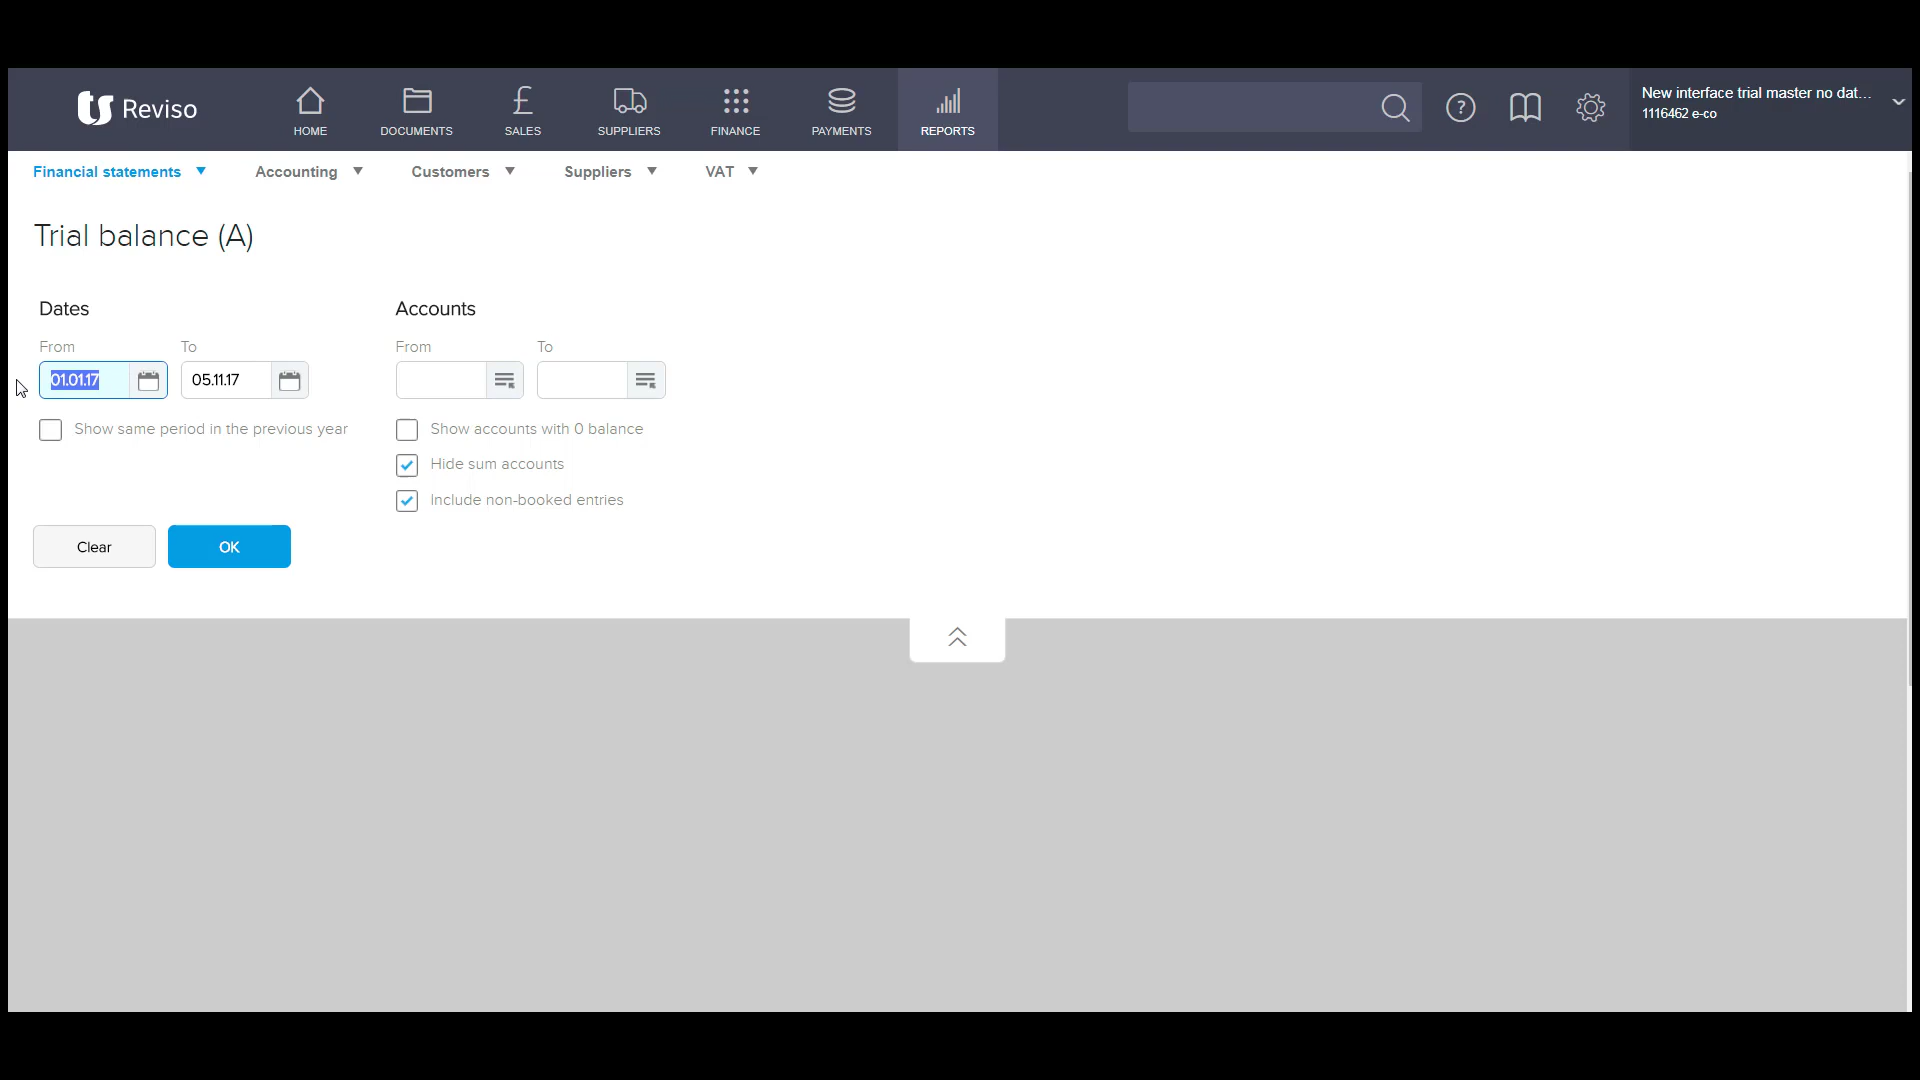 Reviso
HOME
DOCUMENTS
SALES
SUPPLIERS
FINANCE
PAYMENTS
REPORTS
New interface trial master no dat...
1116462 e-co
Financial statements
Accounting
Customers
Suppliers
VAT
Trial balance (A)
Dates
Accounts
From
To
From
To
01.01.17
05.11.17
Show same period in the previous year
Show accounts with 0 balance
Hide sum accounts
Include non-booked entries
Clear
OK